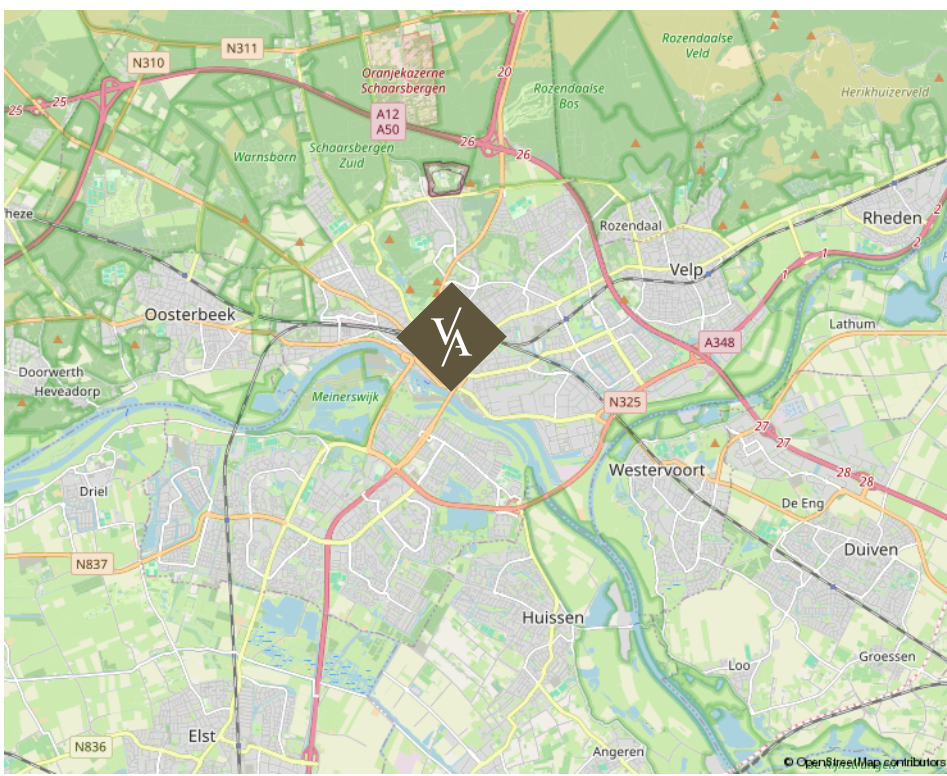 Rozendaalse
Veld
N311
N310
Oranjekazerne
Schaarsbergen
20
Rozendaalse
Bos
Herikhuizerveld
25
25
A12
A50
26
26
Schaarsbergen
Zuid
Warnsborn
heze
Rozendaal
Rheden
2
2
1
1
Velp
Oosterbeek
V/A
Lathum
A348
Doorwerth
Heveadorp
Meinerswijk
N325
27
27
28
28
Westervoort
Driel
De Eng
Duiven
N837
Huissen
Loo
Groessen
Elst
N836
Angeren
© OpenStreetMap contributors